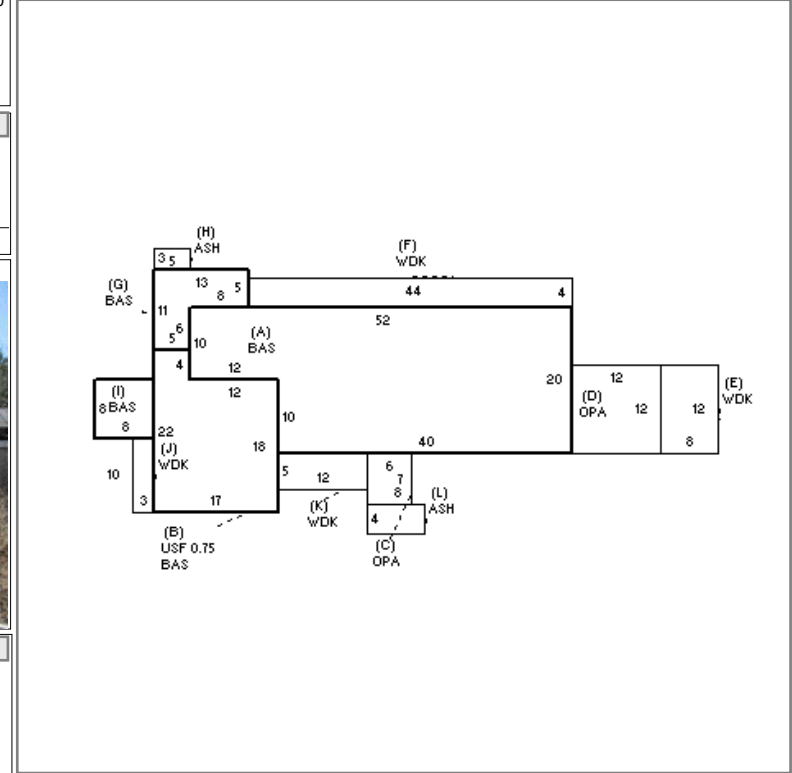 (H)
ASH
3 5
(F)
WDK
(G)
BAS
13
8
5
44
4
11
6
5
10
(A)
BAS
52
4
12
12
20
12
(D)
OPA
12
12
8
(E)
WDK
(I)
8 BAS
8
22
10
18
40
(J)
WDK
10
3
17
5
12
6
7
8
(K)
WDK
4
(L)
ASH
(B)
USF 0.75
BAS
(C)
OPA